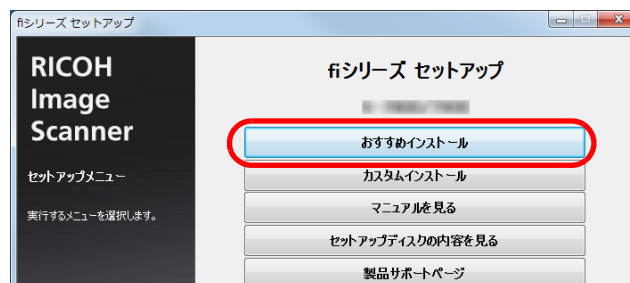 fiシリーズ セットアップ
RICOH
Image
Scanner
セットアップメニュー
実行するメニューを選択します。
fiシリーズ セットアップ
おすすめインストール
カスタムインストール
マニュアルを見る
セットアップディスクの内容を見る
製品サポートページ